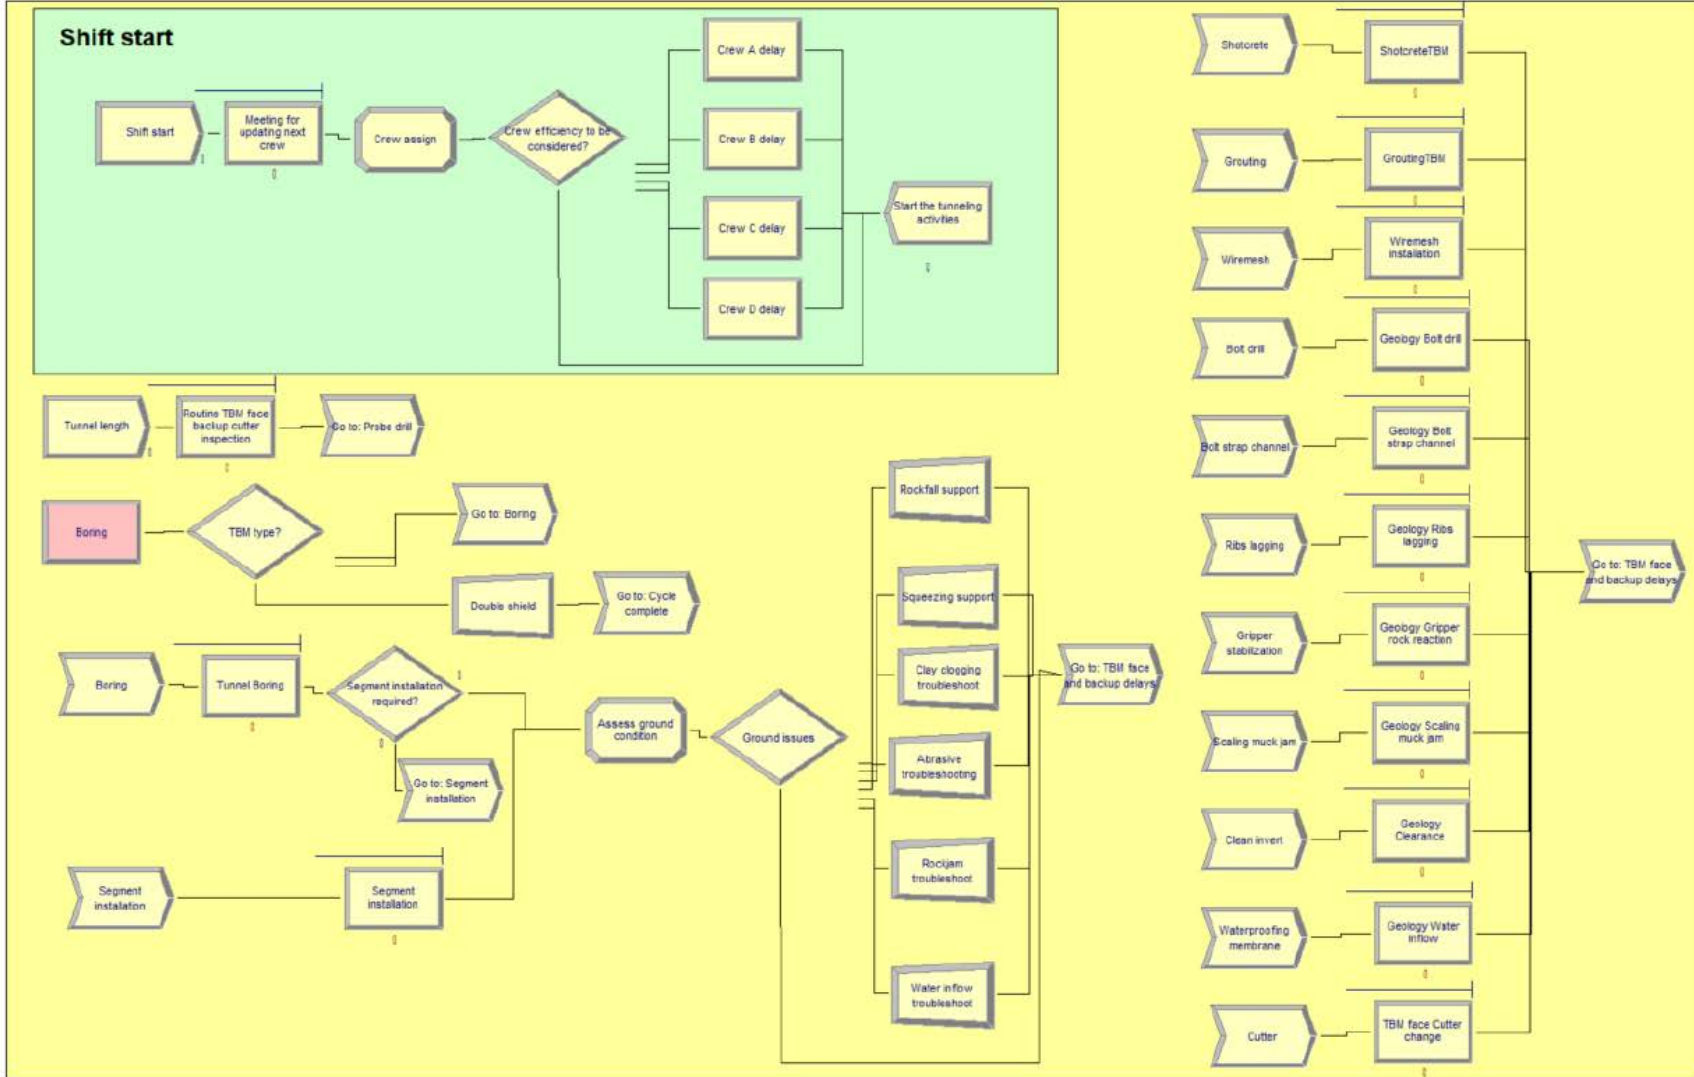 Shift start
Shift start
Meeting for
updating next
crew
Crew assign
Crew efficiency to be
considered?
Crew A delay
Crew B delay
Crew C delay
Crew D delay
Start the tunneling
activities
Tunnel length
Routine TBM face
backup cutter
inspection
Go to: Probe drill
Boring
TBM type?
Go to: Boring
Double shield
Go to: Cycle
complete
Boring
Tunnel Boring
Segment installation
required?
Go to: Segment
installation
Segment
installation
Segment
installation
Assess ground
condition
Ground issues
Rockfall support
Squeezing support
Clay clogging
troubleshoot
Abrasive
troubleshooting
Rockjam
troubleshoot
Water inflow
troubleshoot
Go to: TBM face
and backup delays
Shotcrete
ShotcreteTBM
Grouting
GroutingTBM
Wiremesh
Wiremesh
installation
Bolt drill
Geology Bolt drill
Bolt strap channel
Geology Bolt
strap channel
Ribs lagging
Geology Ribs
lagging
Gripper
stabilization
Geology Gripper
rock reaction
Scaling muck jam
Geology Scaling
muck jam
Clean invert
Geology
Clearance
Waterproofing
membrane
Geology Water
inflow
Cutter
TBM face Cutter
change
Go to: TBM face
and backup delays